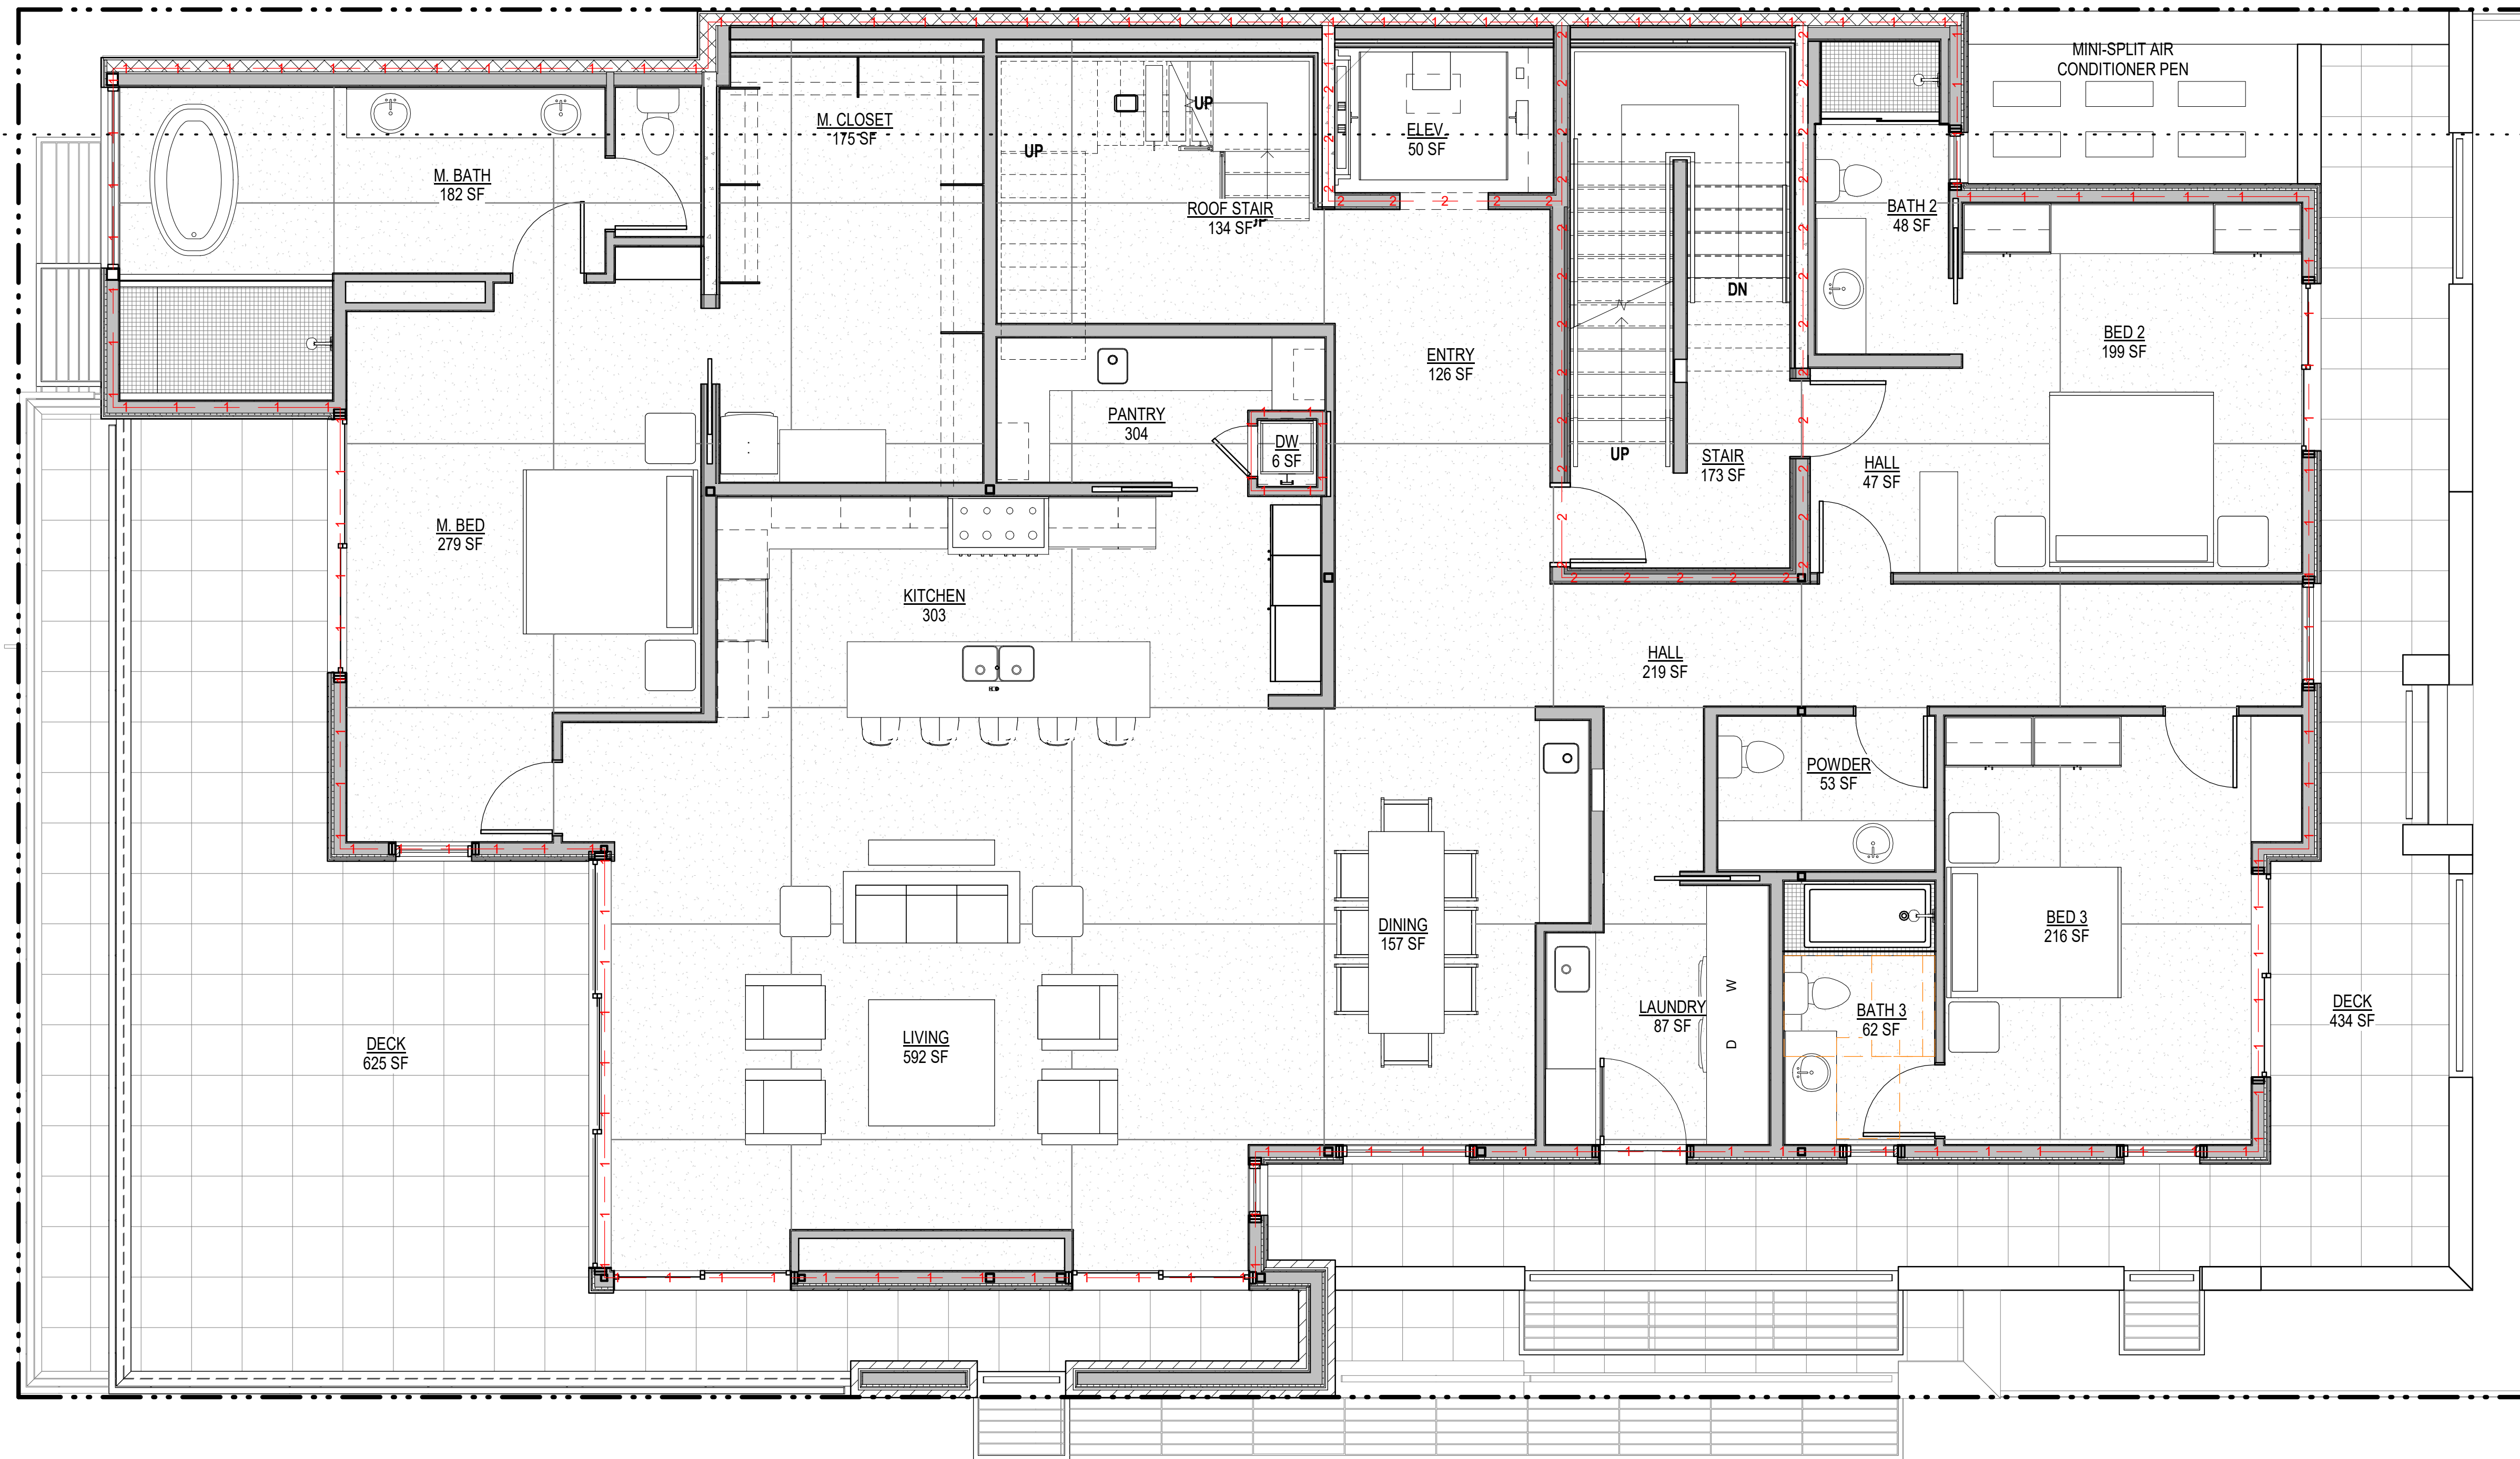 MINI-SPLIT AIR
CONDITIONER PEN
UP
M. CLOSET
175 SF
ELEV.
50 SF
UP
M. BATH
182 SF
ROOF STAIR
134 SF
BATH 2
48 SF
DN
BED 2
199 SF
ENTRY
126 SF
PANTRY
304
DW
6 SF
UP
STAIR
173 SF
HALL
47 SF
M. BED
279 SF
KITCHEN
303
HALL
219 SF
POWDER
53 SF
DINING
157 SF
BED 3
216 SF
W
D
LAUNDRY
87 SF
BATH 3
62 SF
DECK
434 SF
LIVING
592 SF
DECK
625 SF